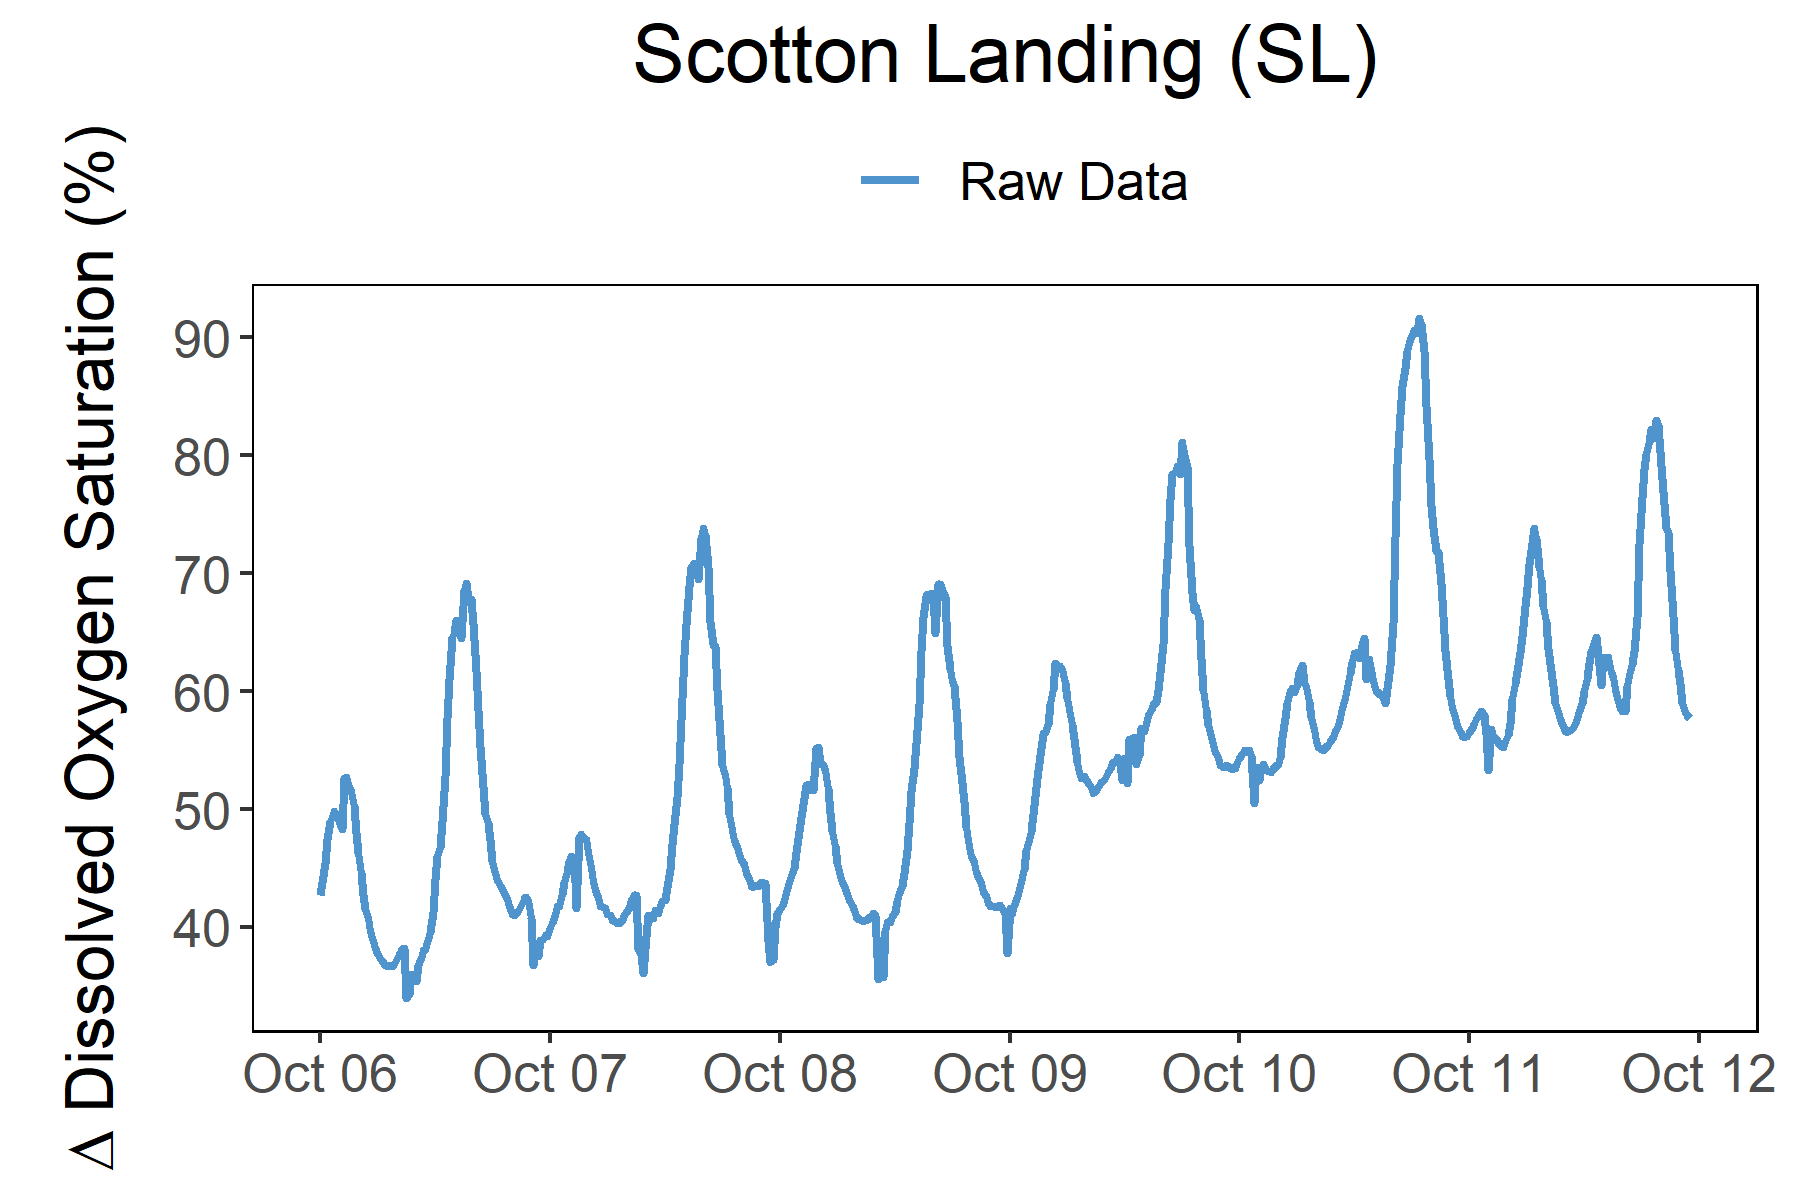 Scotton Landing (SL)
Raw Data
Δ Dissolved Oxygen Saturation (%)
90
80
70
60
50
40
Oct 06
Oct 07
Oct 08
Oct 09
Oct 10
Oct 11
Oct 12